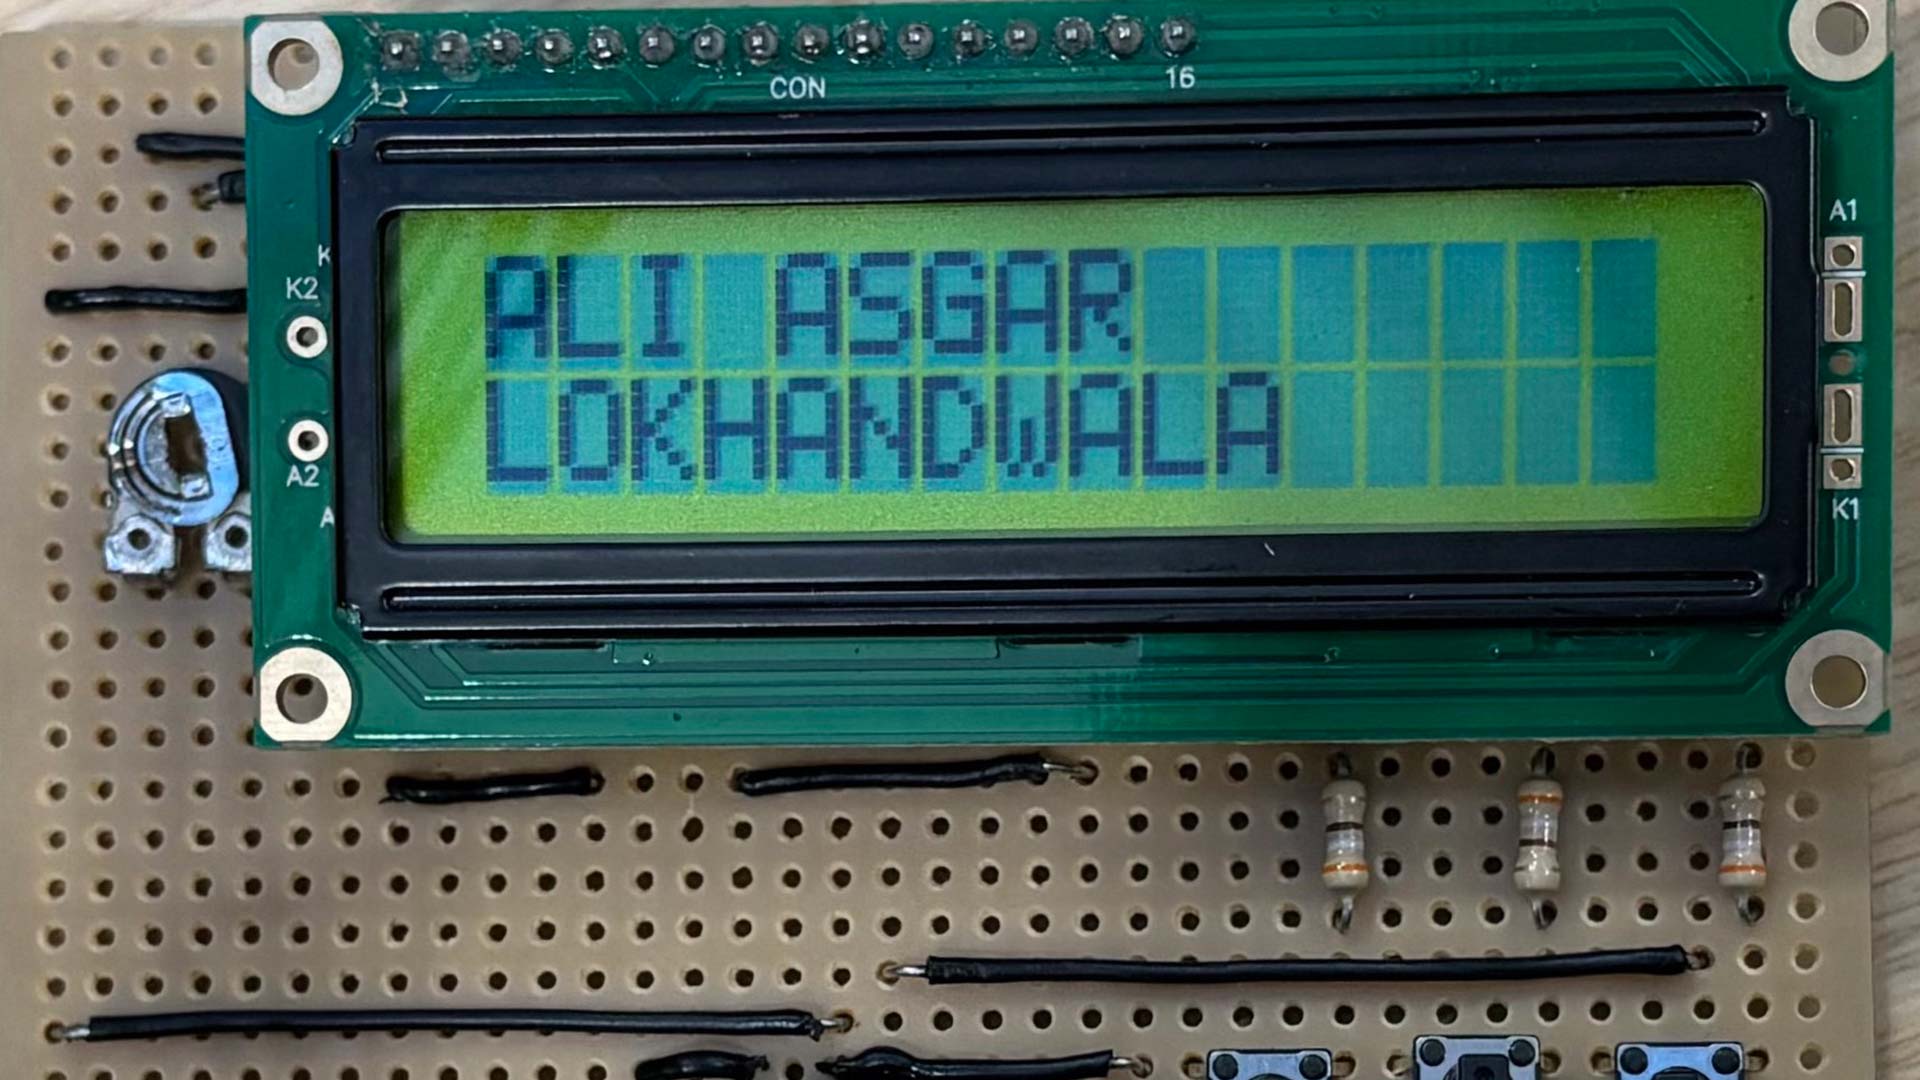 CON 16
A1
K
K2
ALI ASGAR
LOKHANDWALA
A2
A
K1